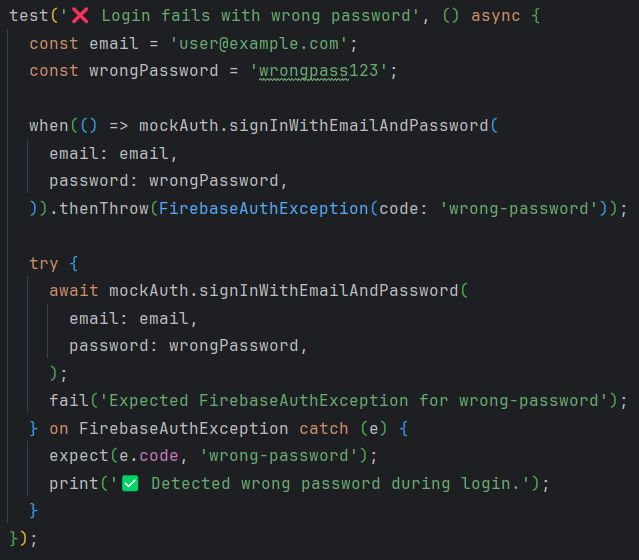 test('❌ Login fails with wrong password', () async {
  const email = 'user@example.com';
  const wrongPassword = 'wrongpass123';
  when(() => mockAuth.signInWithEmailAndPassword(
    email: email,
    password: wrongPassword,
  )).thenThrow(FirebaseAuthException(code: 'wrong-password'));
  try {
    await mockAuth.signInWithEmailAndPassword(
      email: email,
      password: wrongPassword,
    );
    fail('Expected FirebaseAuthException for wrong-password');
  } on FirebaseAuthException catch (e) {
    expect(e.code, 'wrong-password');
    print('✅ Detected wrong password during login.');
  }
});